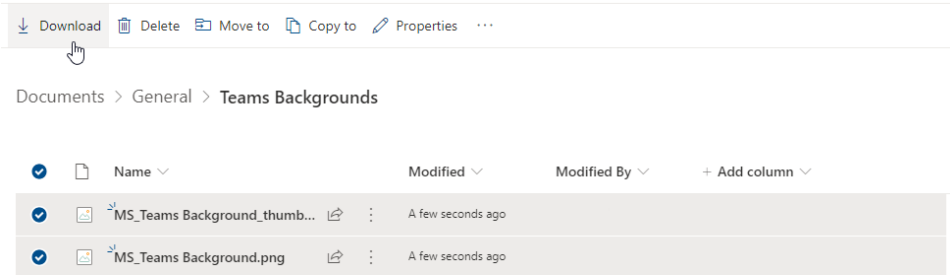 Download Delete Move to Copy to Properties ...
Documents > General > Teams Backgrounds
Name Modified Modified By + Add column
MS_Teams Background_thumb... A few seconds ago
MS_Teams Background.png A few seconds ago